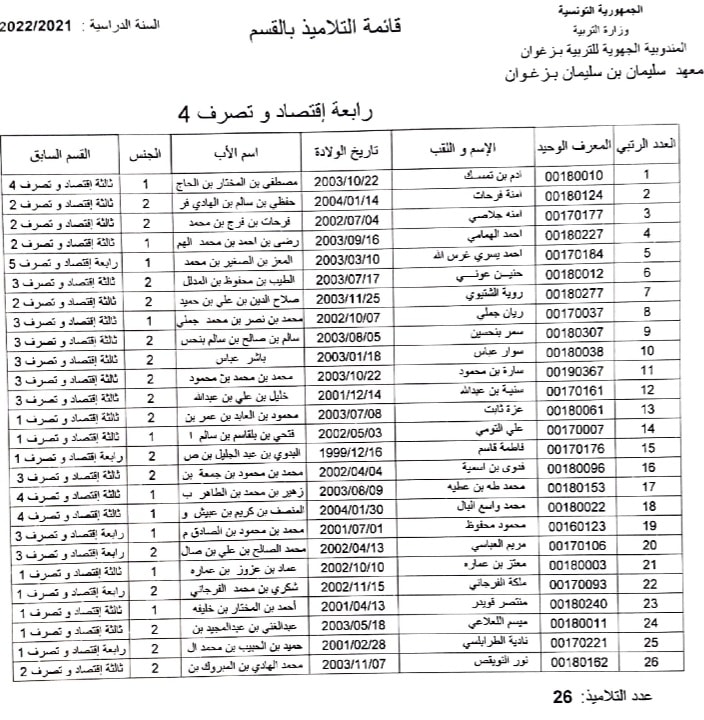 الجمهورية التونسية
وزارة التربية
المندوبية الجهوية للتربية بـزغوان
معهد سليمان بن سليمان بـزغـوان
قائمة التلاميذ بالقسم
السنة الدراسية : 2022/2021
رابعة إقتصاد و تصرف 4
العدد الرتبي المعرف الوحيد الإسم و اللقب تاريخ الولادة اسم الأب الجنس القسم السابق
1 00180010 ادم بن تمسـك 2003/10/22 مصطفى بن المختار بن الحاج 1 ثالثة إقتصاد و تصرف 4
2 00180124 امنة فرحات 2004/01/14 حفظي بن سالم بن الهادي فر 2 ثالثة إقتصاد و تصرف 2
3 00170177 امنه جلاصي 2002/07/04 فرحات بن فرج بن محمد 2 ثالثة إقتصاد و تصرف 2
4 00180227 احمد الهمامي 2003/09/16 رضى بن احمد بن محمد الهم 1 ثالثة إقتصاد و تصرف 2
5 00170184 احمد يسري غرس الله 2003/03/10 المعز بن الصغير بن محمد 1 رابعة إقتصاد و تصرف 5
6 00180012 حنيـن عونـي 2003/07/17 الطيب بن محفوظ بن المدلل 2 ثالثة إقتصاد و تصرف 3
7 00180277 روية الشتيوي 2003/11/25 صلاح الدين بن علي بن حميد 2 ثالثة إقتصاد و تصرف 2
8 00170037 ريان جملي 2002/10/07 محمد بن نصر بن محمد جملي 1 ثالثة إقتصاد و تصرف 3
9 00180307 سمر بنحسين 2003/08/05 سالم بن صالح بن سالم بنحس 2 ثالثة إقتصاد و تصرف 3
10 00180038 سوار عباس 2003/01/18 باشر عباس 2 ثالثة إقتصاد و تصرف 3
11 00190367 سارة بن محمود 2003/10/22 محمد بن محمد بن محمود 2 ثالثة إقتصاد و تصرف 3
12 00170161 سنية بن عبدالله 2001/12/14 خليل بن علي بن عبدالله 2 ثالثة إقتصاد و تصرف 3
13 00180061 عزة ثابت 2003/07/08 محمود بن العابد بن عمر بن 2 ثالثة إقتصاد و تصرف 1
14 00170007 علي التومي 2002/05/03 فتحي بن بلقاسم بن سالم ا 1 ثالثة إقتصاد و تصرف 1
15 00170176 فاطمة قاسم 1999/12/16 البدوي بن عبد الجليل بن ص 2 رابعة إقتصاد و تصرف 1
16 00180096 فدوى بن اسمية 2002/04/04 محمد بن محمود بن جمعة بن 2 ثالثة إقتصاد و تصرف 3
17 00180153 محمد طه بن عطيه 2003/06/09 زهير بن محمد بن الطاهر ب 1 ثالثة إقتصاد و تصرف 4
18 00180022 محمد واسع البال 2004/01/30 المنصف بن كريم بن عبيش و 1 ثالثة إقتصاد و تصرف 4
19 00160123 محمود محفوظ 2001/07/01 محمد بن محمود بن الصادق م 1 رابعة إقتصاد و تصرف 3
20 00170106 مريم العباسي 2002/04/13 محمد الصالح بن علي بن صال 2 رابعة إقتصاد و تصرف 3
21 00180003 معتز بن عماره 2002/10/10 عماد بن عزوز بن عماره 1 ثالثة إقتصاد و تصرف 1
22 00170093 ملكة الفرجاني 2002/11/15 شكري بن محمد الفرجاني 2 رابعة إقتصاد و تصرف 1
23 00180240 منتصر قويدر 2001/04/13 أحمد بن المختار بن خليفه 1 ثالثة إقتصاد و تصرف 1
24 00180011 ميسم اللعلاعي 2003/05/18 عبدالغني بن عبدالمجيد بن 2 ثالثة إقتصاد و تصرف 1
25 00170221 نادية الطرابلسي 2001/02/28 حميد بن الحبيب بن محمد ال 2 رابعة إقتصاد و تصرف 1
26 00180162 نور النويقص 2003/11/07 محمد الهادي بن المبروك بن 2 ثالثة إقتصاد و تصرف 2
عدد التلاميذ: 26